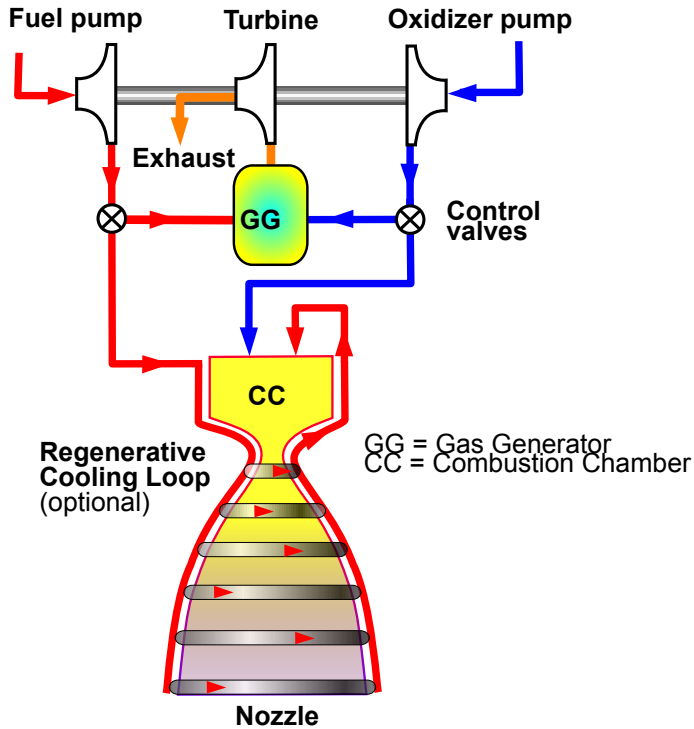 Fuel pump
Turbine
Oxidizer pump
Exhaust
GG
Control
valves
CC
Regenerative
Cooling Loop
(optional)
GG = Gas Generator
CC = Combustion Chamber
Nozzle